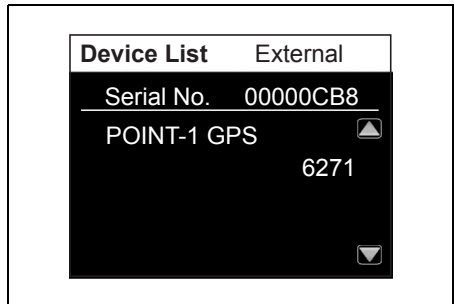 Device List External
Serial No. 00000CB8
POINT-1 GPS
6271